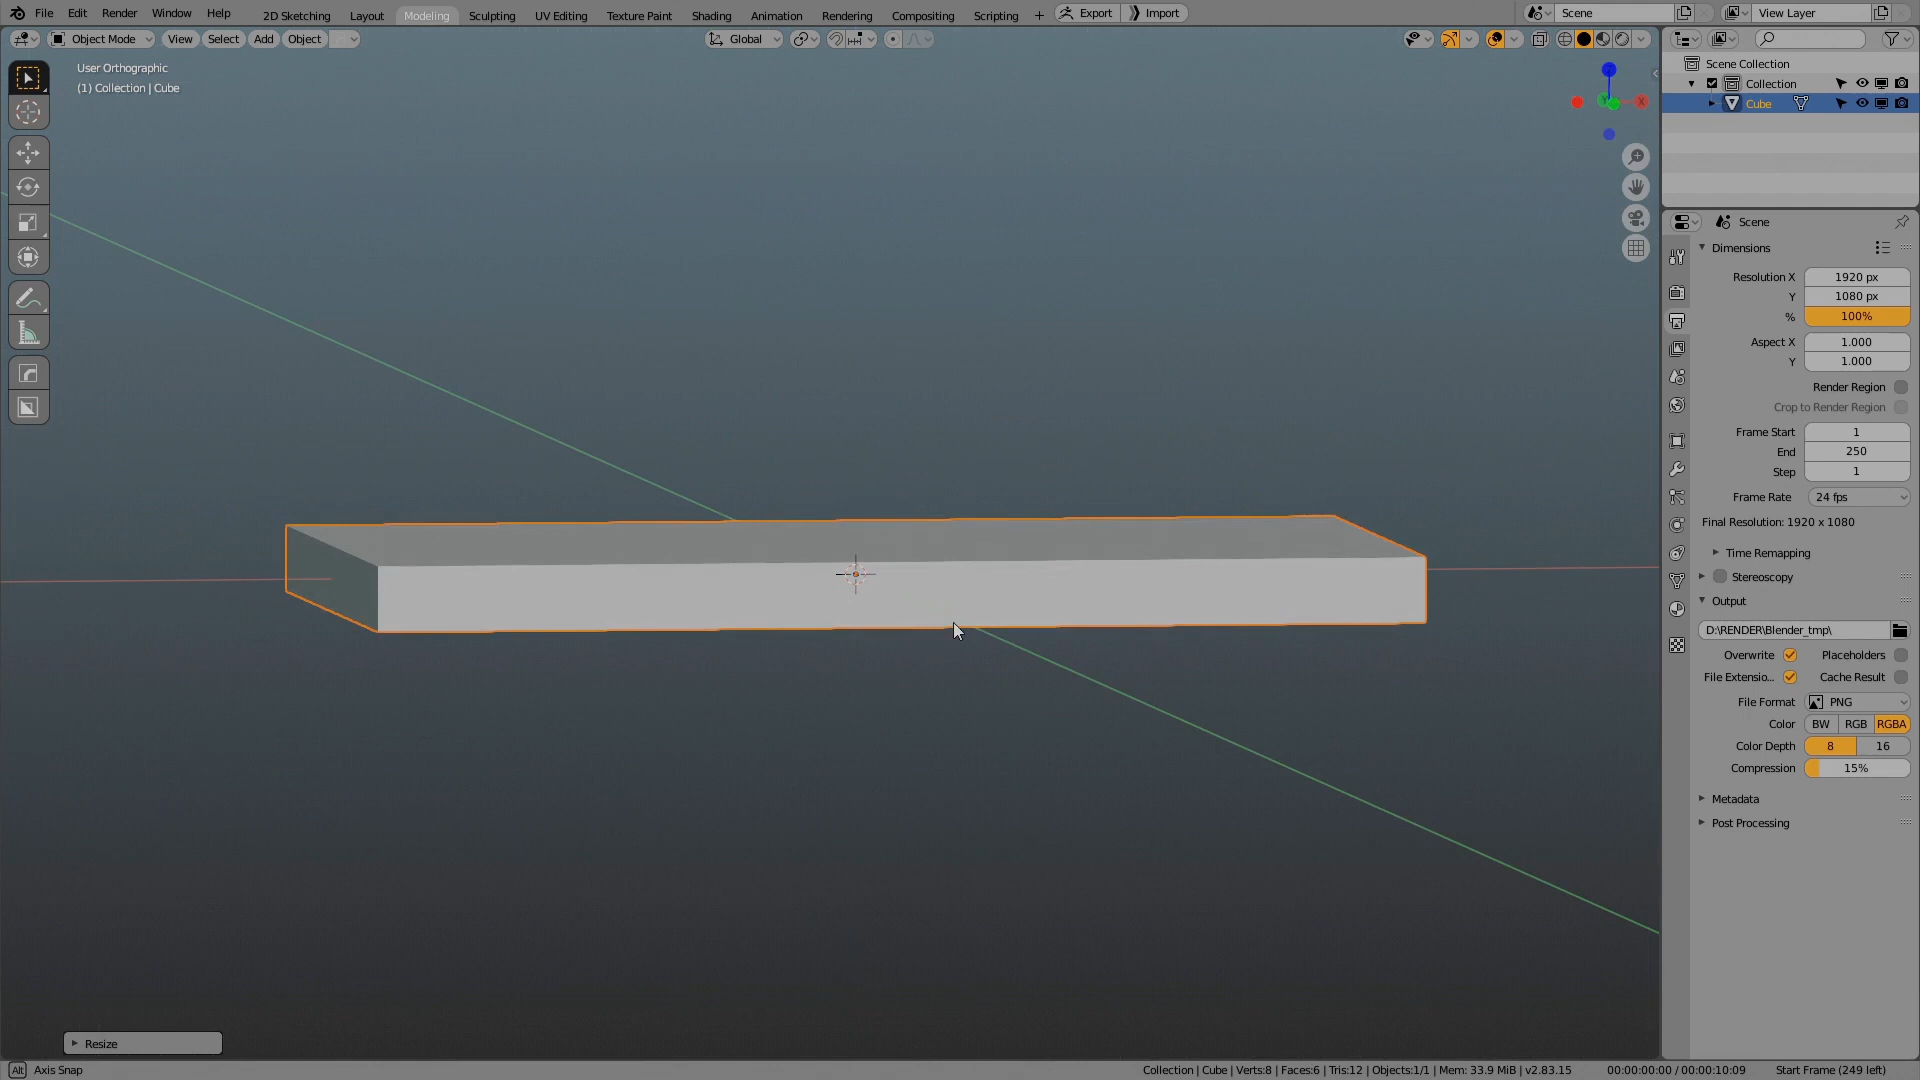 File Edit Render Window Help 2D Sketching Layout Modeling Sculpting UV Editing Texture Paint Shading Animation Rendering Compositing Scripting + Export Import Scene View Layer
Object Mode View Select Add Object Global
User Orthographic
(1) Collection | Cube
Scene Collection
Collection
Cube
Scene
Dimensions
Resolution X 1920 px
Y 1080 px
% 100%
Aspect X 1.000
Y 1.000
Render Region
Crop to Render Region
Frame Start 1
End 250
Step 1
Frame Rate 24 fps
Final Resolution: 1920 x 1080
Time Remapping
Stereoscopy
Output
D:\RENDER\Blender_tmp\
Overwrite Placeholders
File Extensio... Cache Result
File Format PNG
Color BW RGB RGBA
Color Depth 8 16
Compression 15%
Metadata
Post Processing
X
Resize
Alt Axis Snap
Collection | Cube | Verts:8 | Faces:6 | Tris:12 | Objects:1/1 | Mem: 33.9 MiB | v2.83.15 00:00:00:00 / 00:00:10:09 Start Frame (249 left)